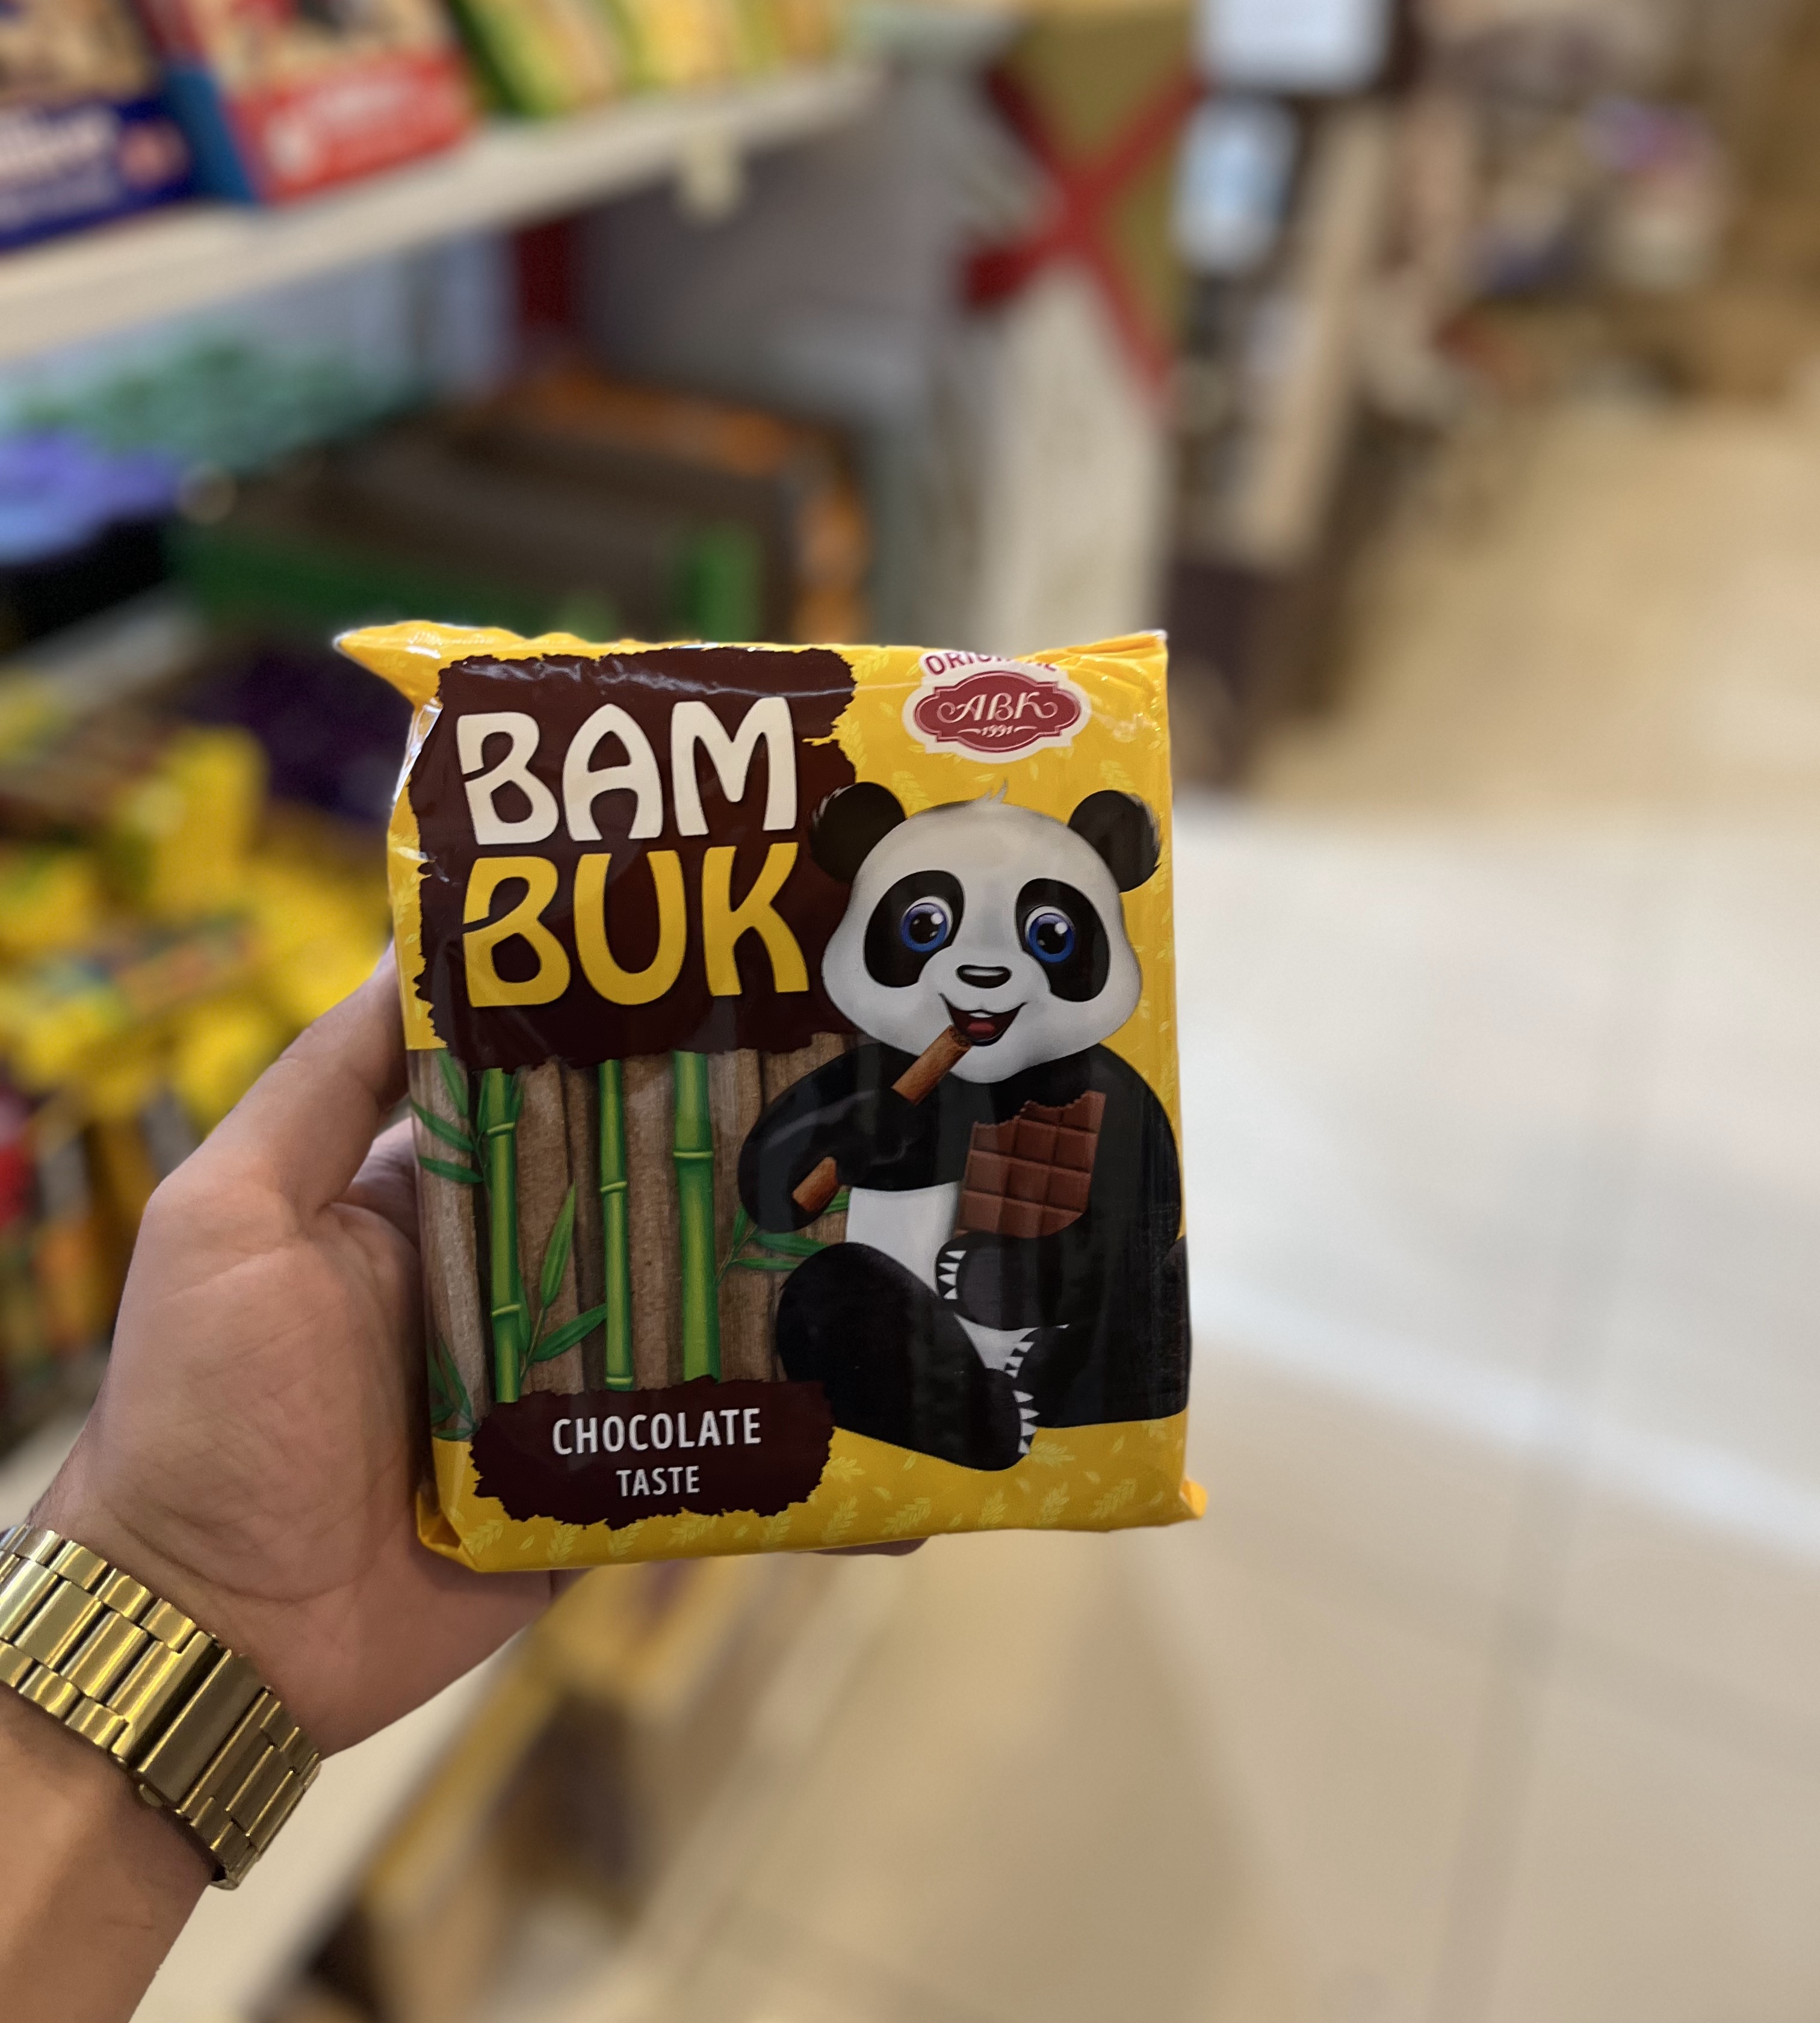 BAM
BUK
ORIGINAL
АВК
1991
CHOCOLATE
TASTE